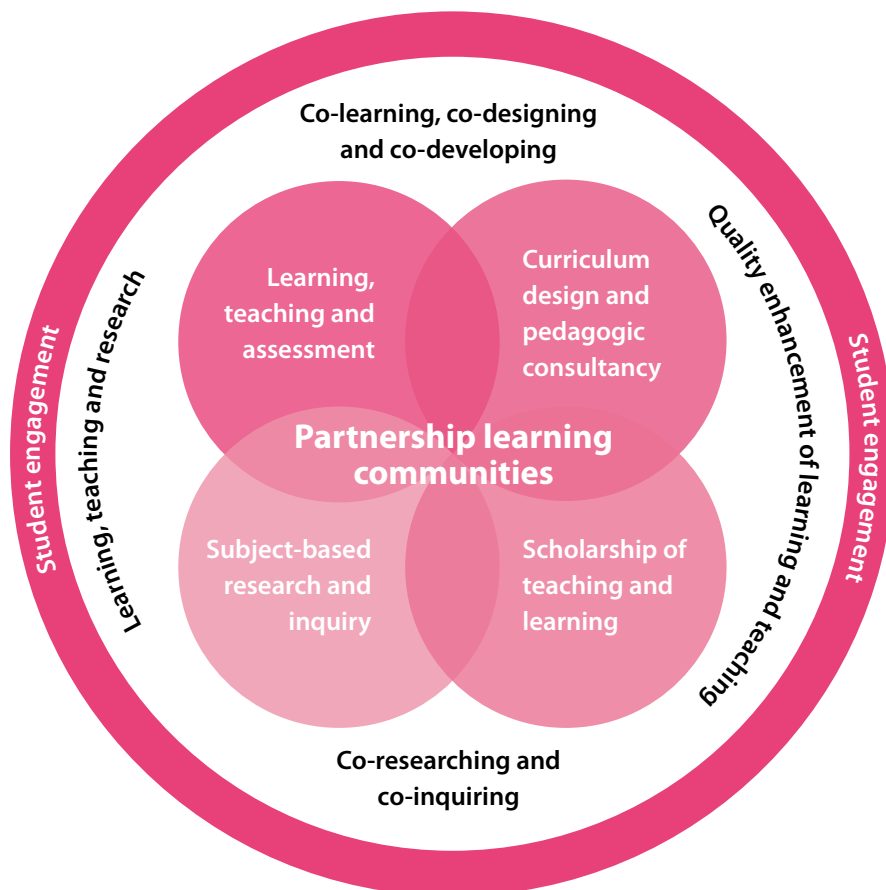 Co-learning, co-designing
and co-developing
Student engagement
Learning, teaching and research
Learning,
teaching and
assessment
Curriculum
design and
pedagogic
consultancy
Quality enhancement of learning and teaching
Student engagement
Partnership learning
communities
Subject-based
research and
inquiry
Scholarship of
teaching and
learning
Co-researching and
co-inquiring